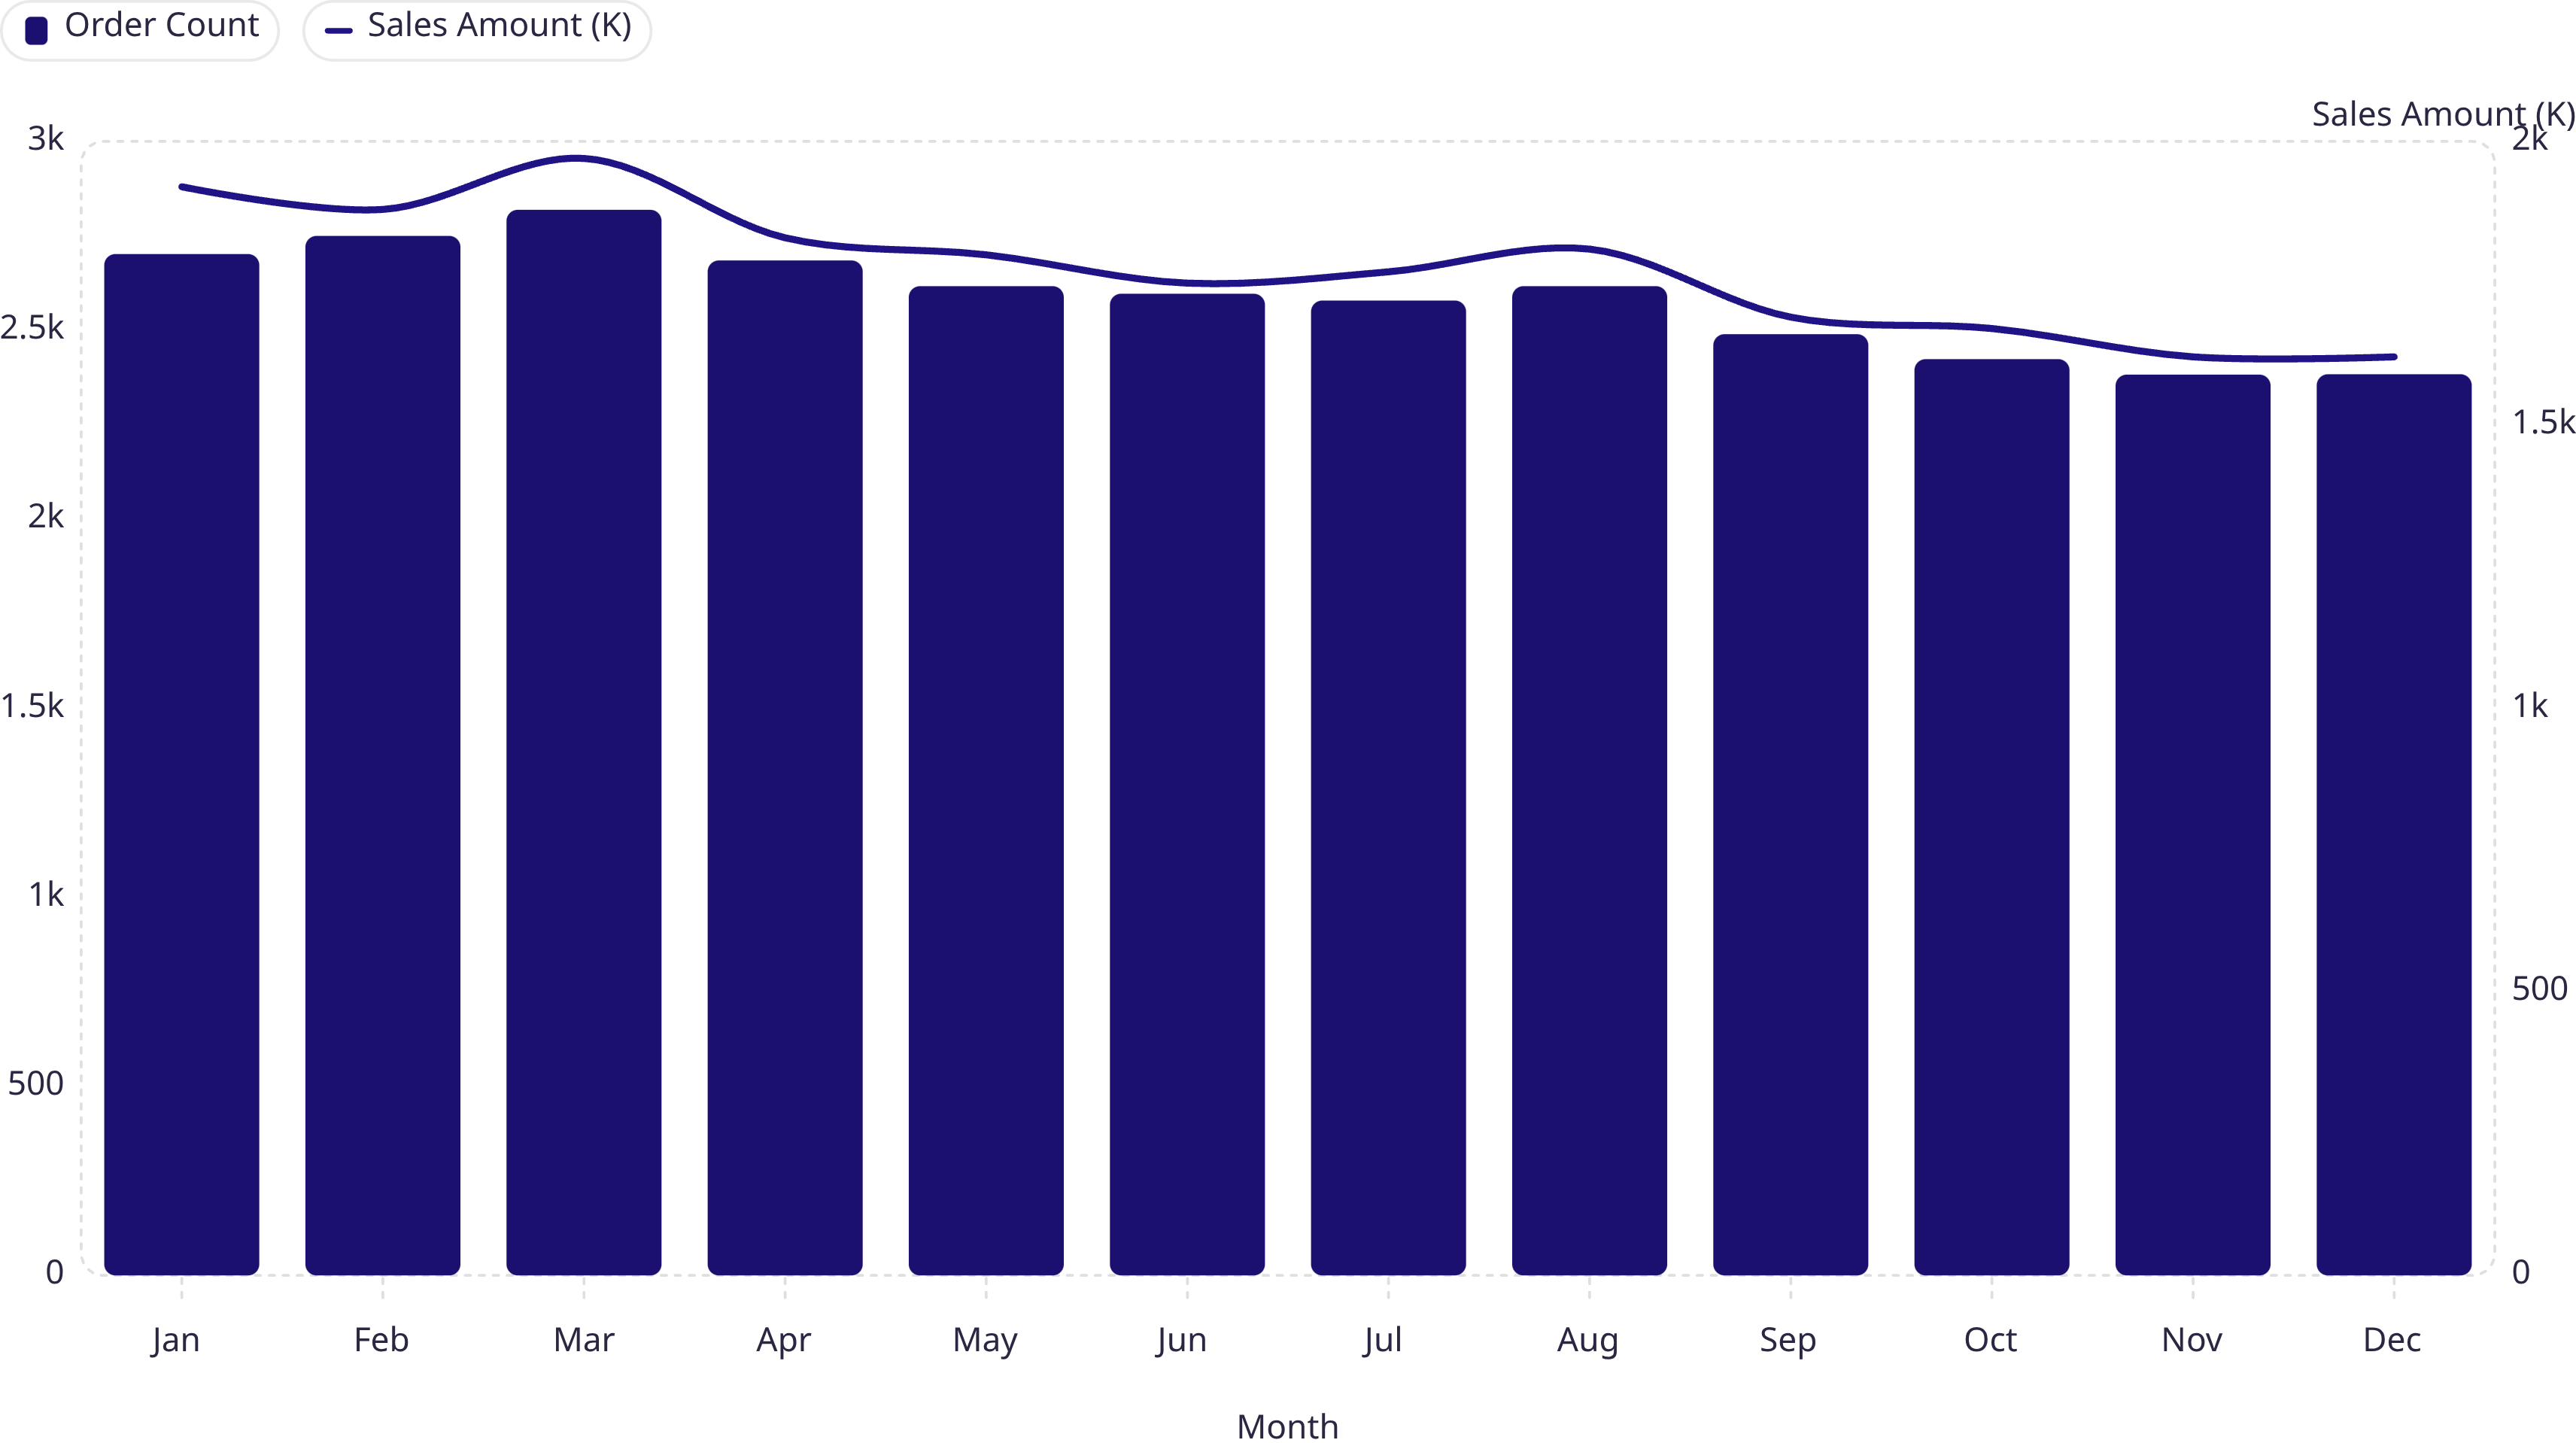 Order Count
Sales Amount (K)
Sales Amount (K)
3k
2.5k
2k
1.5k
1k
500
0
2k
1.5k
1k
500
0
Jan Feb Mar Apr May Jun Jul Aug Sep Oct Nov Dec
Month